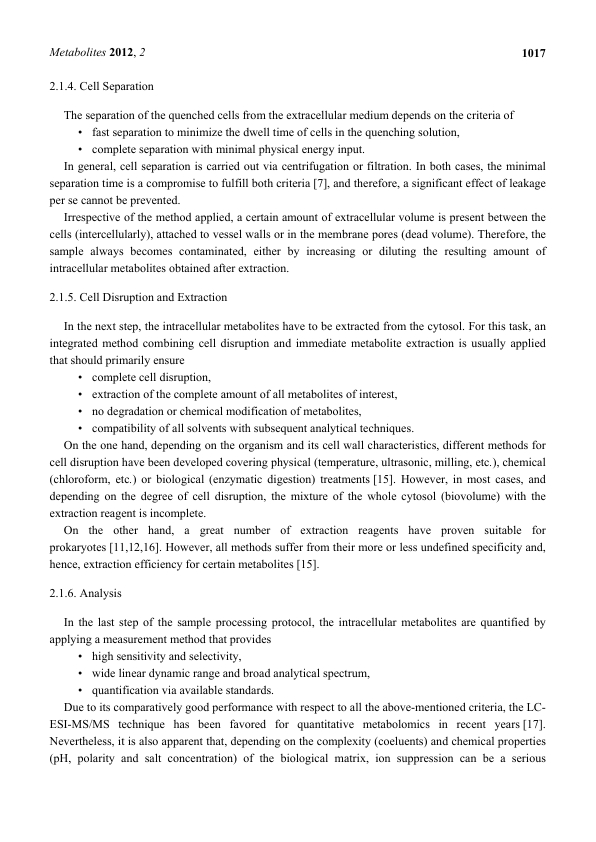 Metabolites 2012, 2
1017
2.1.4. Cell Separation
The separation of the quenched cells from the extracellular medium depends on the criteria of
• fast separation to minimize the dwell time of cells in the quenching solution,
• complete separation with minimal physical energy input.
In general, cell separation is carried out via centrifugation or filtration. In both cases, the minimal
separation time is a compromise to fulfill both criteria [7], and therefore, a significant effect of leakage
per se cannot be prevented.
Irrespective of the method applied, a certain amount of extracellular volume is present between the
cells (intercellularly), attached to vessel walls or in the membrane pores (dead volume). Therefore, the
sample always becomes contaminated, either by increasing or diluting the resulting amount of
intracellular metabolites obtained after extraction.
2.1.5. Cell Disruption and Extraction
In the next step, the intracellular metabolites have to be extracted from the cytosol. For this task, an
integrated method combining cell disruption and immediate metabolite extraction is usually applied
that should primarily ensure
• complete cell disruption,
• extraction of the complete amount of all metabolites of interest,
• no degradation or chemical modification of metabolites,
• compatibility of all solvents with subsequent analytical techniques.
On the one hand, depending on the organism and its cell wall characteristics, different methods for
cell disruption have been developed covering physical (temperature, ultrasonic, milling, etc.), chemical
(chloroform, etc.) or biological (enzymatic digestion) treatments [15]. However, in most cases, and
depending on the degree of cell disruption, the mixture of the whole cytosol (biovolume) with the
extraction reagent is incomplete.
On the other hand, a great number of extraction reagents have proven suitable for
prokaryotes [11,12,16]. However, all methods suffer from their more or less undefined specificity and,
hence, extraction efficiency for certain metabolites [15].
2.1.6. Analysis
In the last step of the sample processing protocol, the intracellular metabolites are quantified by
applying a measurement method that provides
• high sensitivity and selectivity,
• wide linear dynamic range and broad analytical spectrum,
• quantification via available standards.
Due to its comparatively good performance with respect to all the above-mentioned criteria, the LC-
ESI-MS/MS technique has been favored for quantitative metabolomics in recent years [17].
Nevertheless, it is also apparent that, depending on the complexity (coeluents) and chemical properties
(pH, polarity and salt concentration) of the biological matrix, ion suppression can be a serious